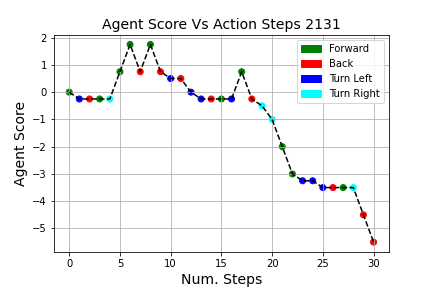 Agent Score Vs Action Steps 2131
Agent Score
2
1
0
−1
−2
−3
−4
−5
Forward
Back
Turn Left
Turn Right
0 5 10 15 20 25 30
Num. Steps